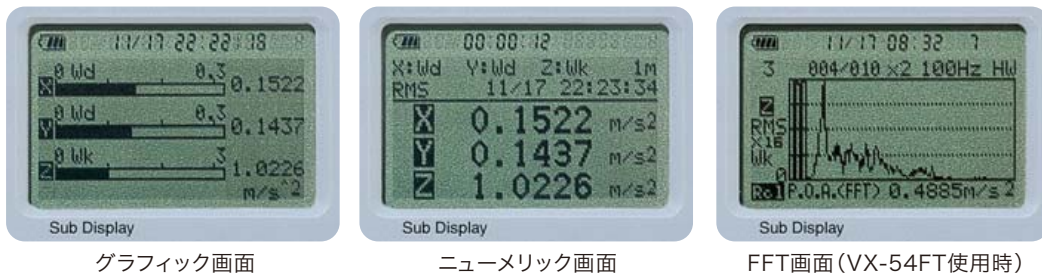 11/17 22:22:18
0 Wd 0.3
X 0.1522
0 Wd 0.3
Y 0.1437
0 Wk 3
Z 1.0226
m/s^2
Sub Display
グラフィック画面
00:00:12
X:Wd Y:Wd Z:Wk 1m
RMS 11/17 22:23:34
X 0.1522 m/s2
Y 0.1437 m/s2
Z 1.0226 m/s2
Sub Display
ニューメリック画面
11/17 08:32 7
3 004/010 x2 100Hz HW
Z
RMS
X16
Wk
0
P.O.A.(FFT) 0.4885m/s2
Sub Display
FFT画面(VX-54FT使用時)